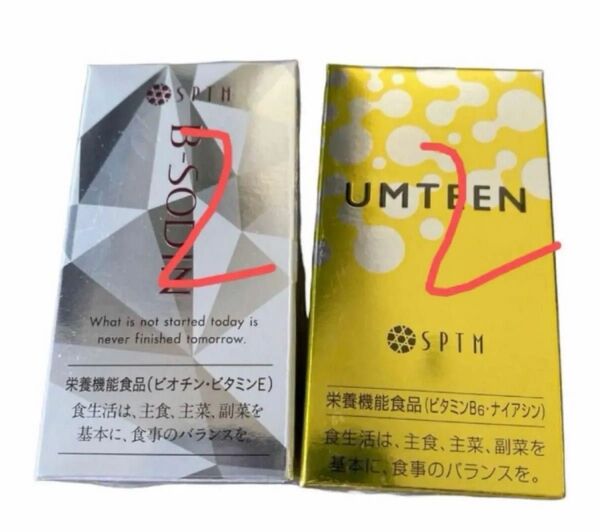 SPTM
B-SODIN
2
What is not started today is
never finished tomorrow.
栄養機能食品(ビオチン・ビタミンE)
食生活は、主食、主菜、副菜を
基本に、食事のバランスを。
UMTEEN
2
SPTM
栄養機能食品(ビタミンB6・ナイアシン)
食生活は、主食、主菜、副菜を
基本に、食事のバランスを。